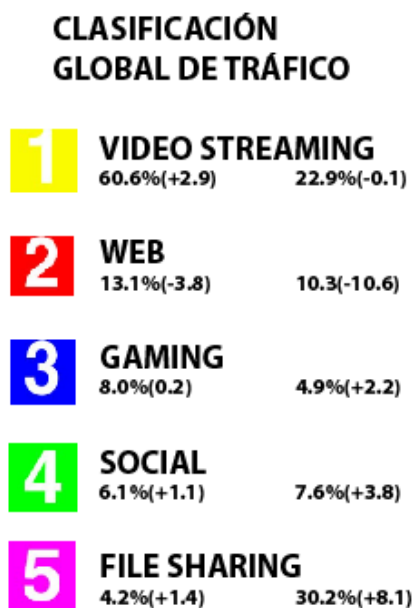 CLASIFICACIÓN
GLOBAL DE TRÁFICO
1 VIDEO STREAMING
60.6%(+2.9) 22.9%(-0.1)
2 WEB
13.1%(-3.8) 10.3(-10.6)
3 GAMING
8.0%(0.2) 4.9%(+2.2)
4 SOCIAL
6.1%(+1.1) 7.6%(+3.8)
5 FILE SHARING
4.2%(+1.4) 30.2%(+8.1)